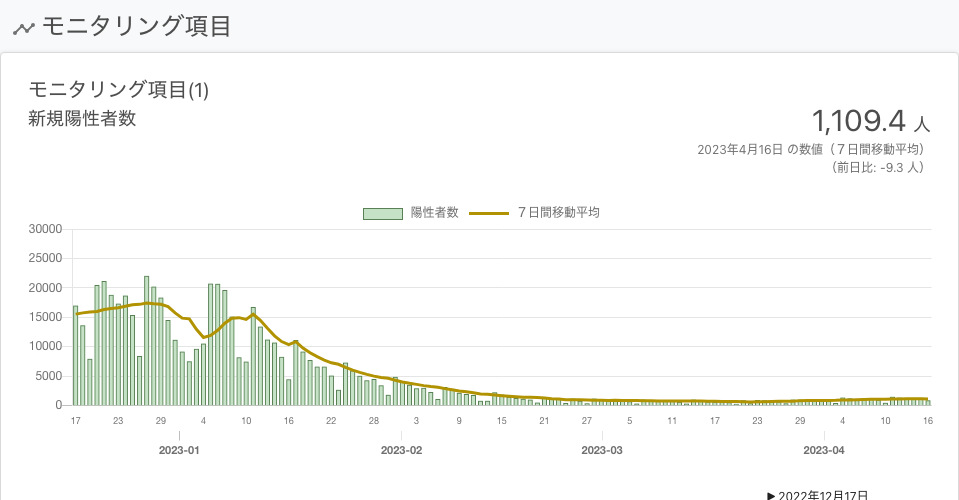 モニタリング項目
モニタリング項目(1)
新規陽性者数
1,109.4 人
2023年4月16日 の数値（７日間移動平均）
（前日比: -9.3 人）
陽性者数 ７日間移動平均
30000
25000
20000
15000
10000
5000
0
17 23 29 4 10 16 22 28 3 9 15 21 27 5 11 17 23 29 4 10 16
2023-01 2023-02 2023-03 2023-04
▶ 2022年12月17日